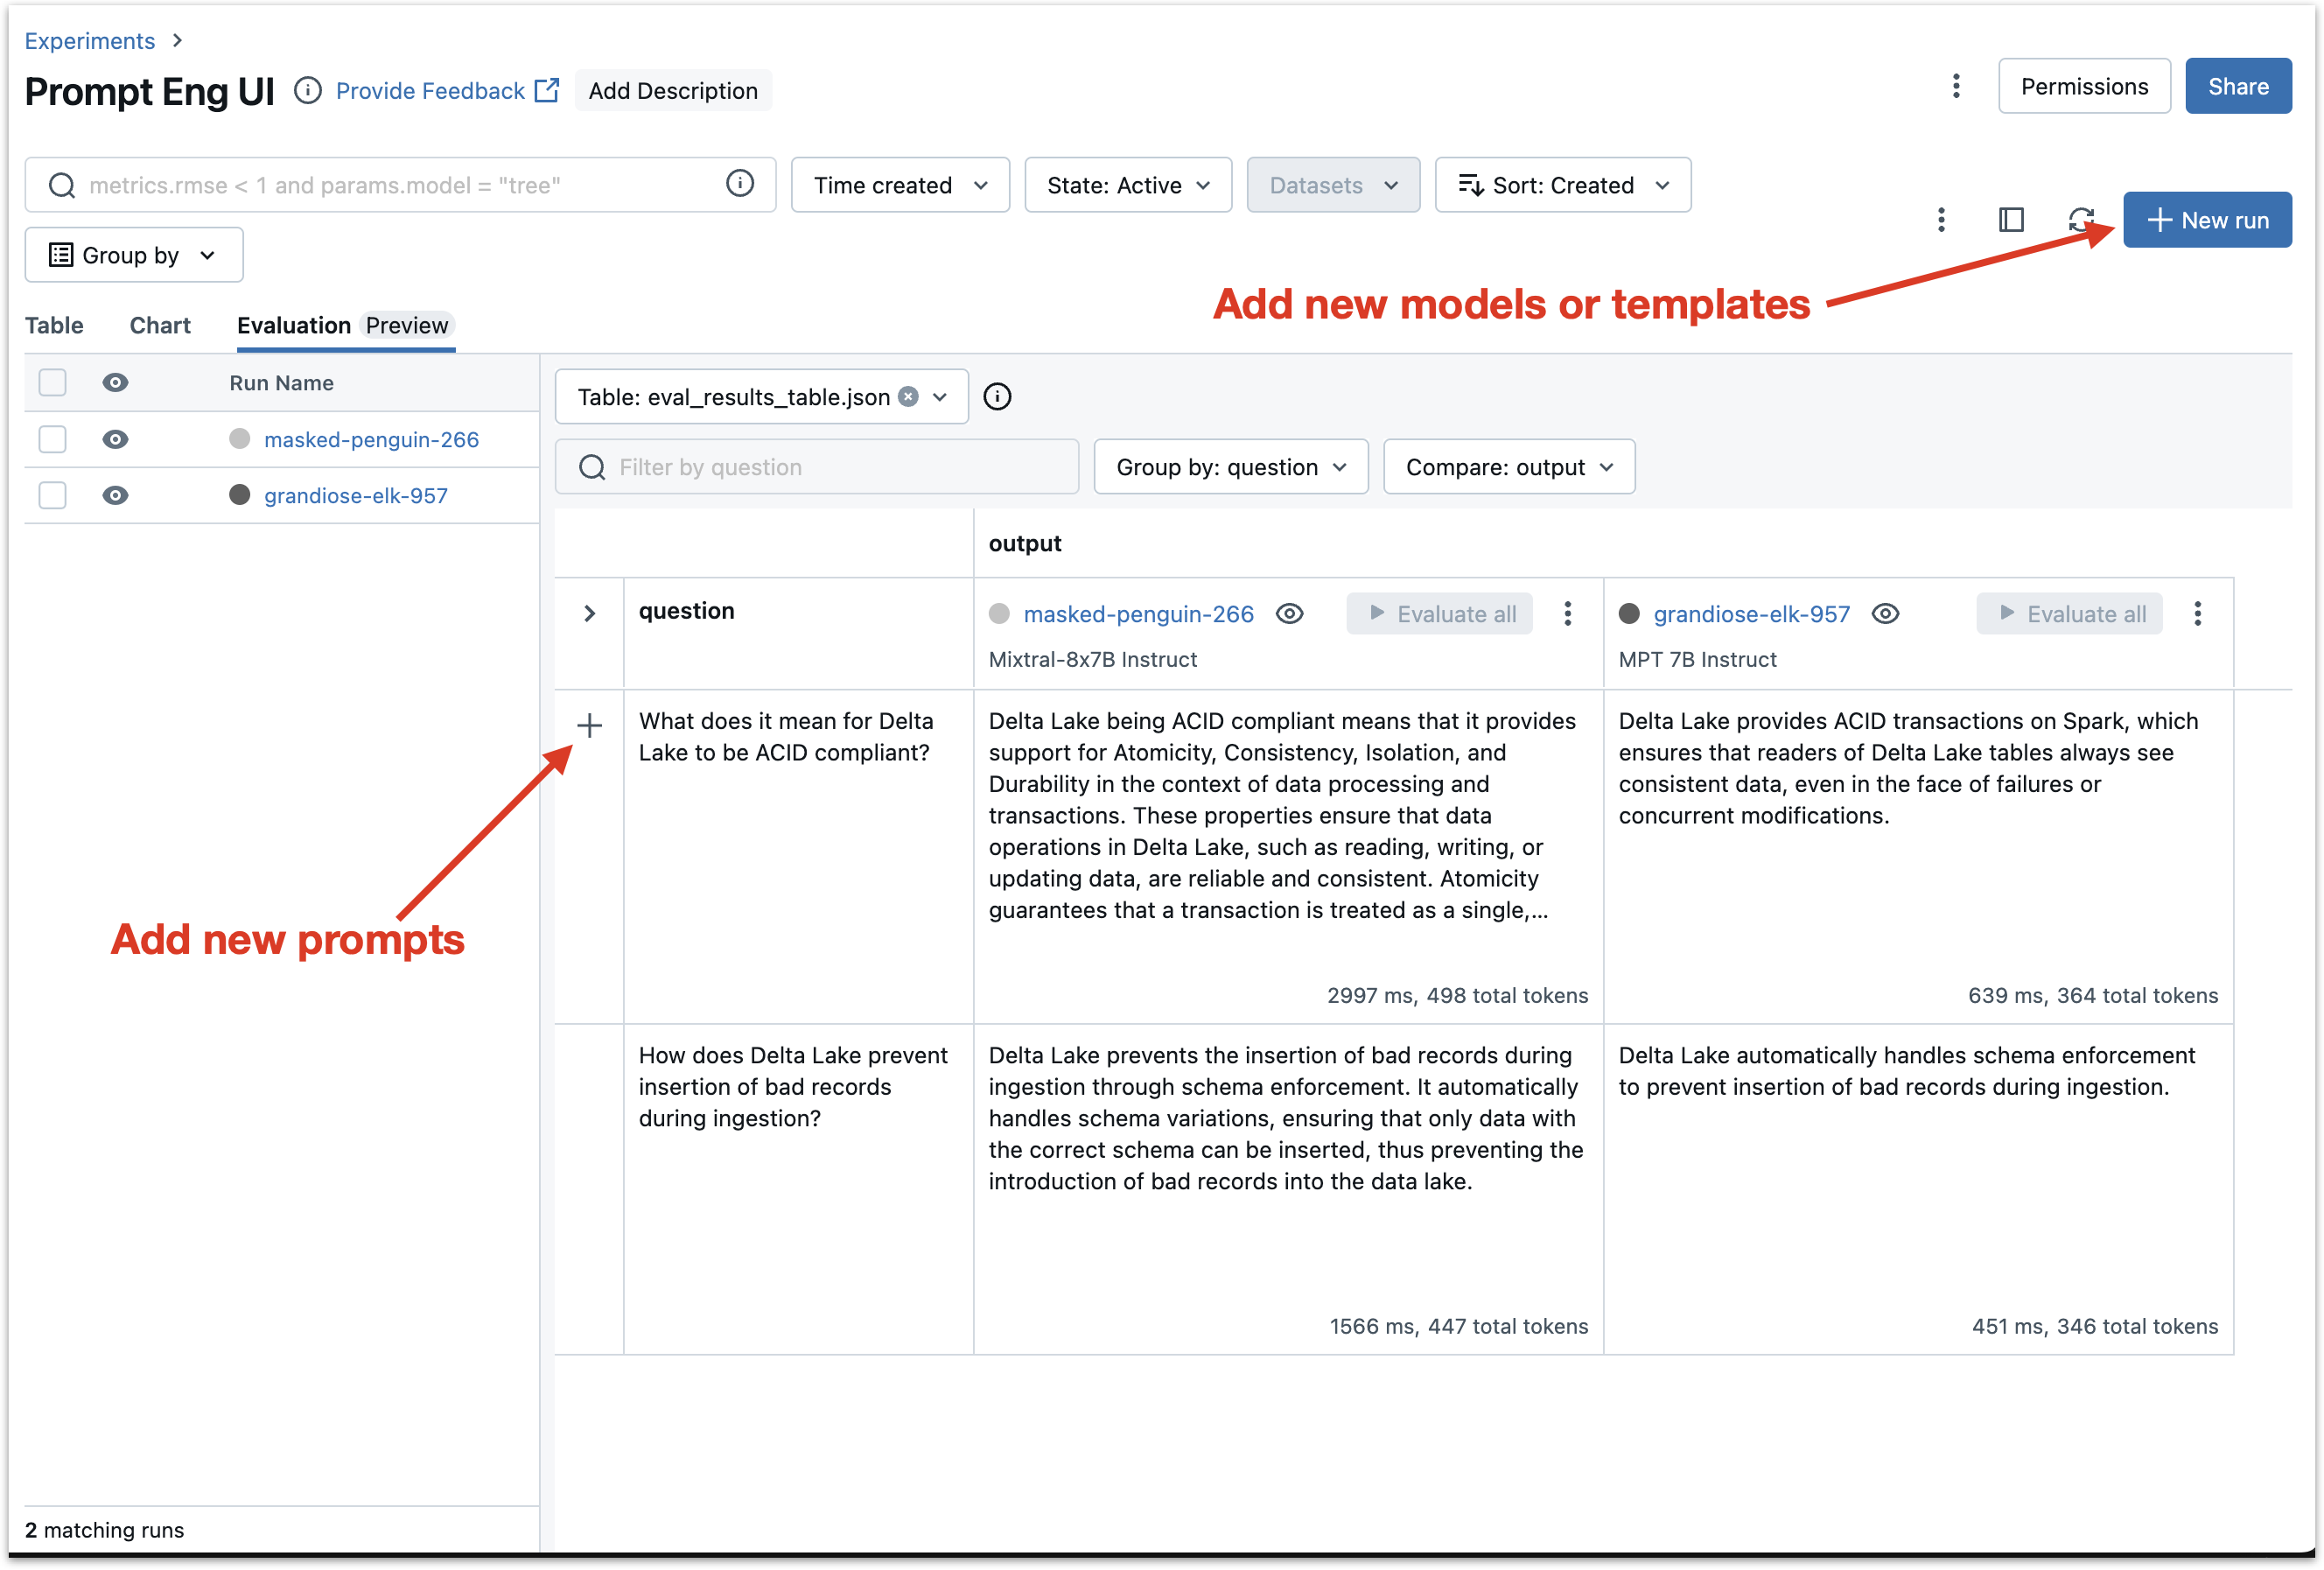 Experiments
Prompt Eng UI
Provide Feedback
Add Description
Permissions
Share
metrics.rmse < 1 and params.model = "tree"
Time created
State: Active
Datasets
Sort: Created
New run
Group by
Add new models or templates
Table
Chart
Evaluation
Preview
Run Name
masked-penguin-266
grandiose-elk-957
Table: eval_results_table.json
Filter by question
Group by: question
Compare: output
output
question
masked-penguin-266
Evaluate all
Mixtral-8x7B Instruct
grandiose-elk-957
Evaluate all
MPT 7B Instruct
What does it mean for Delta
Lake to be ACID compliant?
Delta Lake being ACID compliant means that it provides
support for Atomicity, Consistency, Isolation, and
Durability in the context of data processing and
transactions. These properties ensure that data
operations in Delta Lake, such as reading, writing, or
updating data, are reliable and consistent. Atomicity
guarantees that a transaction is treated as a single,...
2997 ms, 498 total tokens
Delta Lake provides ACID transactions on Spark, which
ensures that readers of Delta Lake tables always see
consistent data, even in the face of failures or
concurrent modifications.
639 ms, 364 total tokens
Add new prompts
How does Delta Lake prevent
insertion of bad records
during ingestion?
Delta Lake prevents the insertion of bad records during
ingestion through schema enforcement. It automatically
handles schema variations, ensuring that only data with
the correct schema can be inserted, thus preventing the
introduction of bad records into the data lake.
1566 ms, 447 total tokens
Delta Lake automatically handles schema enforcement
to prevent insertion of bad records during ingestion.
451 ms, 346 total tokens
2 matching runs